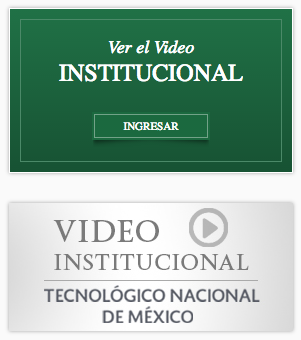 Ver el Video
INSTITUCIONAL
INGRESAR
VIDEO
INSTITUCIONAL
TECNOLÓGICO NACIONAL
DE MÉXICO